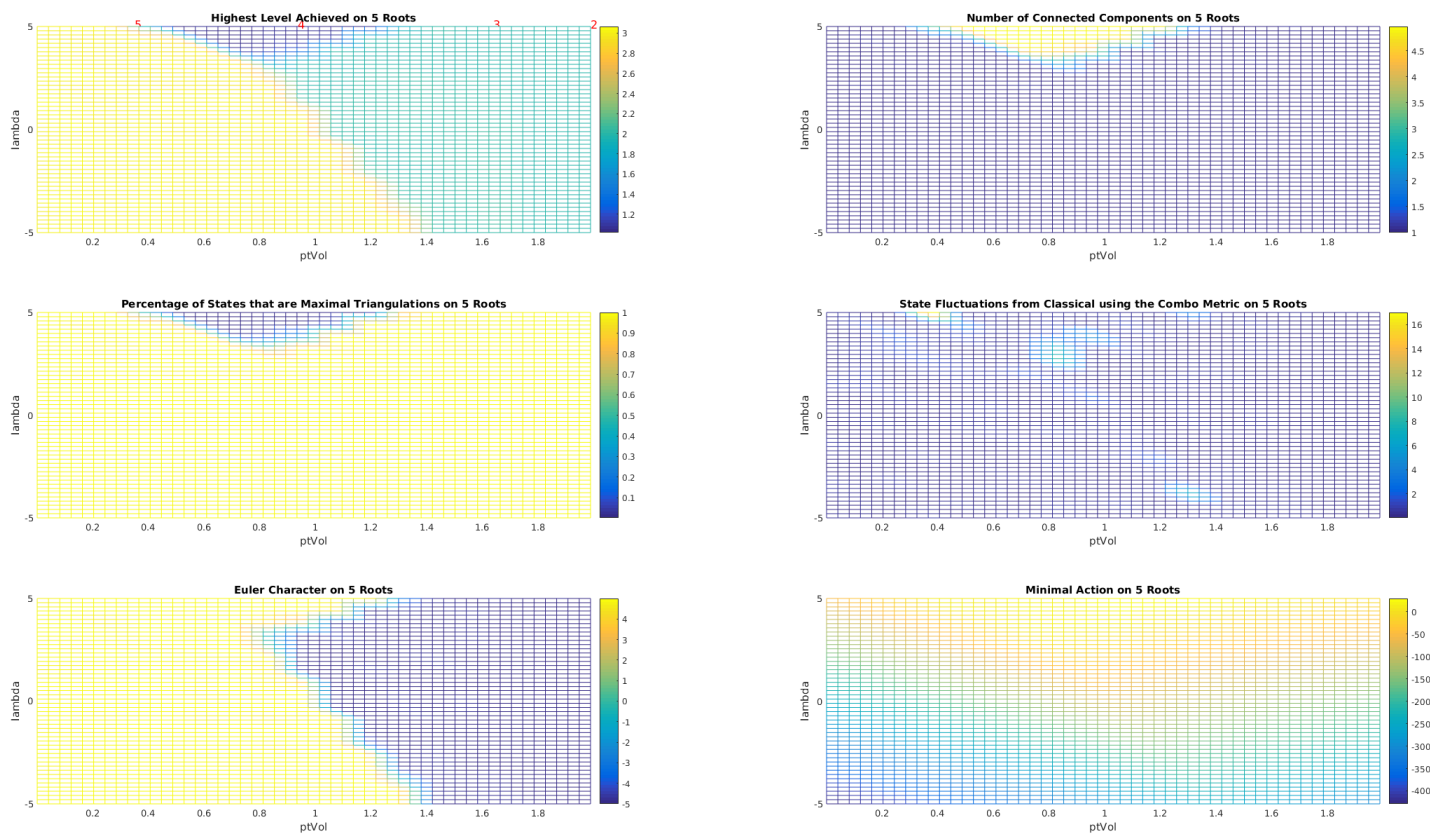 Highest Level Achieved on 5 Roots
5 4 3 2
5
0
-5
lambda
0.2 0.4 0.6 0.8 1 1.2 1.4 1.6 1.8
ptVol
3
2.8
2.6
2.4
2.2
2
1.8
1.6
1.4
1.2
Number of Connected Components on 5 Roots
5
0
-5
lambda
0.2 0.4 0.6 0.8 1 1.2 1.4 1.6 1.8
ptVol
4.5
4
3.5
3
2.5
2
1.5
1
Percentage of States that are Maximal Triangulations on 5 Roots
5
0
-5
lambda
0.2 0.4 0.6 0.8 1 1.2 1.4 1.6 1.8
ptVol
1
0.9
0.8
0.7
0.6
0.5
0.4
0.3
0.2
0.1
State Fluctuations from Classical using the Combo Metric on 5 Roots
5
0
-5
lambda
0.2 0.4 0.6 0.8 1 1.2 1.4 1.6 1.8
ptVol
16
14
12
10
8
6
4
2
Euler Character on 5 Roots
5
0
-5
lambda
0.2 0.4 0.6 0.8 1 1.2 1.4 1.6 1.8
ptVol
4
3
2
1
0
-1
-2
-3
-4
-5
Minimal Action on 5 Roots
5
0
-5
lambda
0.2 0.4 0.6 0.8 1 1.2 1.4 1.6 1.8
ptVol
0
-50
-100
-150
-200
-250
-300
-350
-400